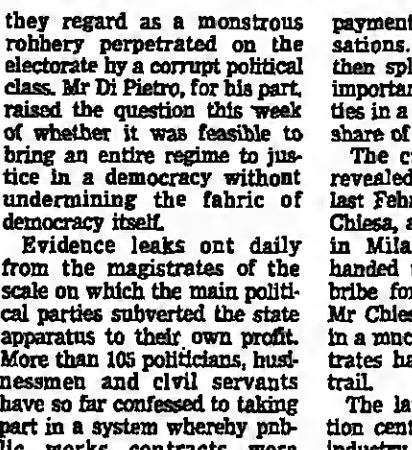 they regard as a monstrous
robbery perpetrated on the
electorate by a corrupt political
class. Mr Di Pietro, for his part,
raised the question this week
of whether it was feasible to
bring an entire regime to jus-
tice in a democracy without
undermining the fabric of
democracy itself.
Evidence leaks out daily
from the magistrates of the
scale on which the main politi-
cal parties subverted the state
apparatus to their own profit.
More than 105 politicians, busi-
nessmen and civil servants
have so far confessed to taking
part in a system whereby pub-
lic works contracts were
payment
sations.
then spl
importan
ties in a
share of
The c
revealed
last Feb
Chiesa, a
in Mila
handed
bribe fo
Mr Chies
in a muc
trates ha
trail.
The la
tion cent
industry